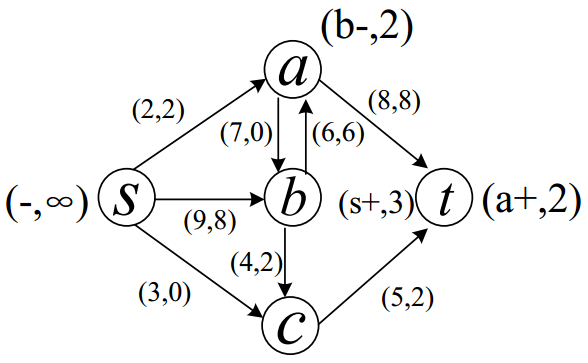 (b-,2)
a
(2,2)
(8,8)
(7,0)
(6,6)
(-,∞)
s
b
(s+,3)
t
(a+,2)
(9,8)
(4,2)
(3,0)
(5,2)
c